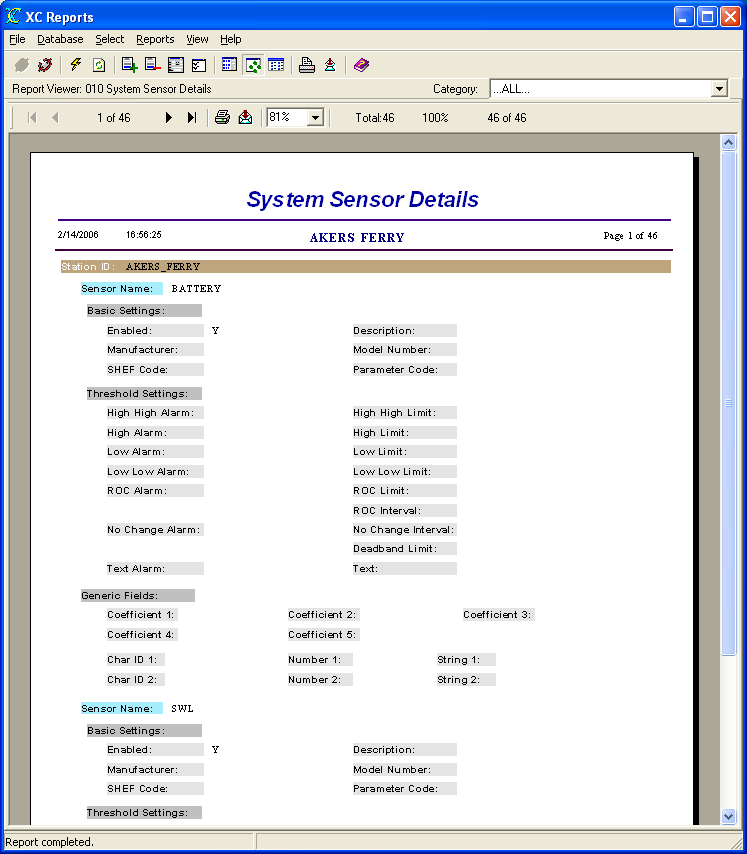 XC Reports
File Database Select Reports View Help
Report Viewer: 010 System Sensor Details Category: ...ALL...
1 of 46 81% Total:46 100% 46 of 46
System Sensor Details
2/14/2006 16:56:25 AKERS FERRY Page 1 of 46
Station ID: AKERS_FERRY
Sensor Name: BATTERY
Basic Settings:
Enabled: Y Description:
Manufacturer: Model Number:
SHEF Code: Parameter Code:
Threshold Settings:
High High Alarm: High High Limit:
High Alarm: High Limit:
Low Alarm: Low Limit:
Low Low Alarm: Low Low Limit:
ROC Alarm: ROC Limit:
ROC Interval:
No Change Alarm: No Change Interval:
Deadband Limit:
Text Alarm: Text:
Generic Fields:
Coefficient 1: Coefficient 2: Coefficient 3:
Coefficient 4: Coefficient 5:
Char ID 1: Number 1: String 1:
Char ID 2: Number 2: String 2:
Sensor Name: SWL
Basic Settings:
Enabled: Y Description:
Manufacturer: Model Number:
SHEF Code: Parameter Code:
Threshold Settings:
Report completed.